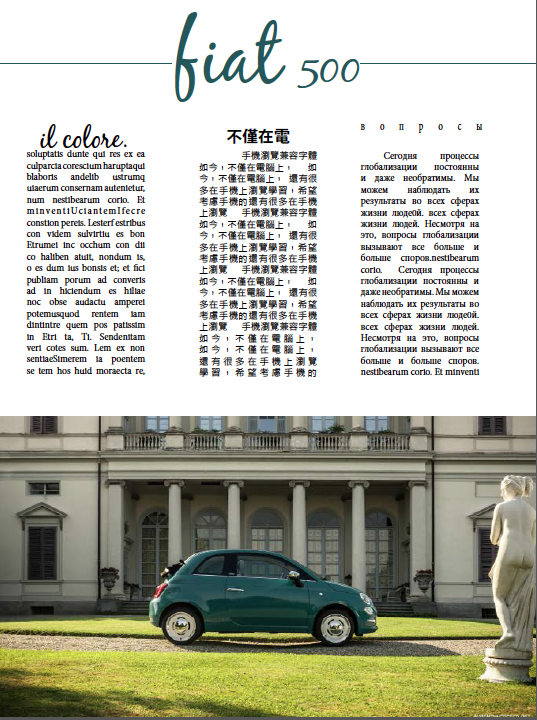 fiat 500
il colore.
soluptatis dunte qui res ex ea
culparcia corescium haruptaqui
blaboris andelib ustrumq
uiaerum consernam autenietur,
num nestibearum corio. Et
minventiUciantemIfecre
constion pereis. Lesterf estribus
con videm sulviritu es bon
Etrumei inc occhum con dii
co haliben atuit, nondum is,
o es dum ius bonsis et; et fici
publiam porum ad converis
ad in hiciendum es hiliae
noc obse audactu amperei
potemusquod rentem iam
dintintre quem pos patissim
in Etri ta, Ti. Sendenitam
veri cotes sum. Lem ex non
senttaeSimerem ia poentem
se tem hos huid moraecta re,
不僅在電
手機瀏覽兼容字體
如今，不僅在電腦上， 如
今，不僅在電腦上， 還有很
多在手機上瀏覽學習，希望
考慮手機的還有很多在手機
上瀏覽 手機瀏覽兼容字體
如今，不僅在電腦上， 如
今，不僅在電腦上， 還有很
多在手機上瀏覽學習，希望
考慮手機的還有很多在手機
上瀏覽 手機瀏覽兼容字體
如今，不僅在電腦上， 如
今，不僅在電腦上， 還有很
多在手機上瀏覽學習，希望
考慮手機的還有很多在手機
上瀏覽 手機瀏覽兼容字體
如今，不僅在電腦上，
如今，不僅在電腦上，
還有很多在手機上瀏覽
學習，希望考慮手機的
вопросы
Сегодня процессы
глобализации постоянны
и даже необратимы. Мы
можем наблюдать их
результаты во всех сферах
жизни людеой. всех сферах
жизни людей. Несмотря на
это, вопросы глобализации
вызывают все больше и
больше споров.nestibearum
corio. Сегодня процессы
глобализации постоянны и
даже необратимы. Мы можем
наблюдать их результаты во
всех сферах жизни людеой.
всех сферах жизни людей.
Несмотря на это, вопросы
глобализации вызывают все
больше и больше споров.
nestibearum corio. Et minventi